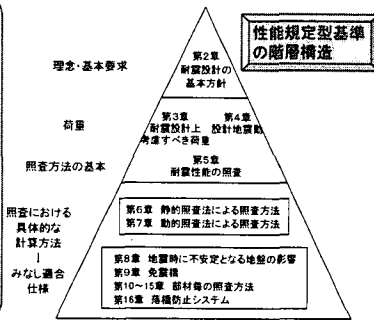 性能規定型基準
の階層構造
理念・基本要求
第2章
耐震設計の
基本方針
荷重
第3章
耐震設計上
考慮すべき荷重
第4章
設計地震動
照査方法の基本
第5章
耐震性能の照査
照査における
具体的な
計算方法
↓
みなし適合
仕様
第6章 静的照査法による照査方法
第7章 動的照査法による照査方法
第8章 地震時に不安定となる地盤の影響
第9章 免震橋
第10～15章 部材毎の照査方法
第16章 落橋防止システム